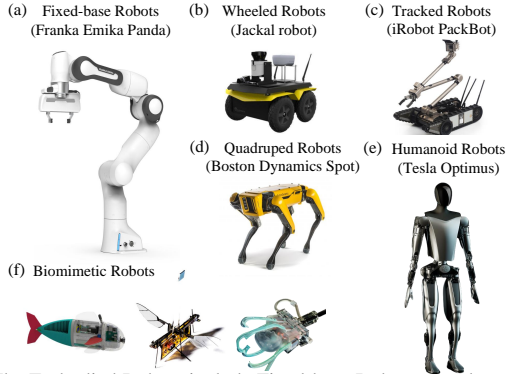 (a) Fixed-base Robots
(Franka Emika Panda)
(b) Wheeled Robots
(Jackal robot)
(c) Tracked Robots
(iRobot PackBot)
(d) Quadruped Robots
(Boston Dynamics Spot)
(e) Humanoid Robots
(Tesla Optimus)
(f) Biomimetic Robots